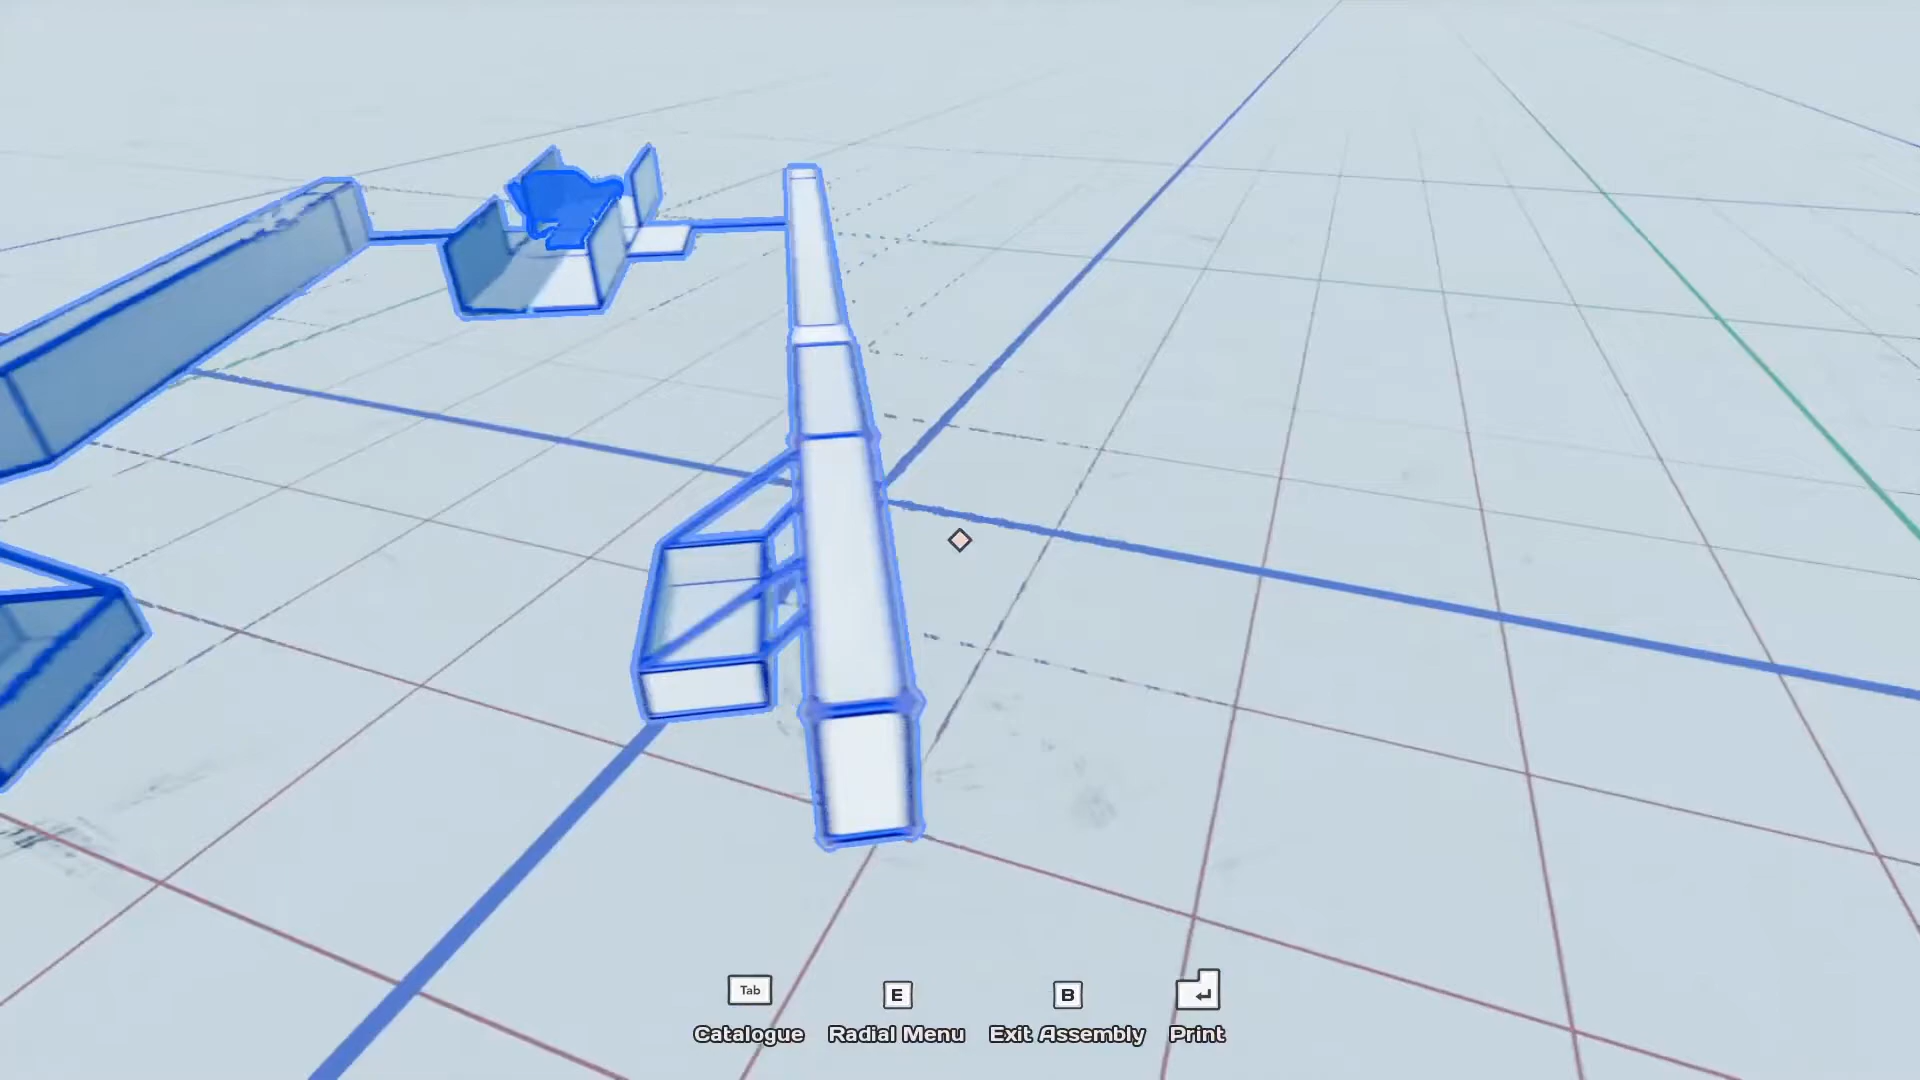 Tab
E
B
Catalogue
Radial Menu
Exit Assembly
Print